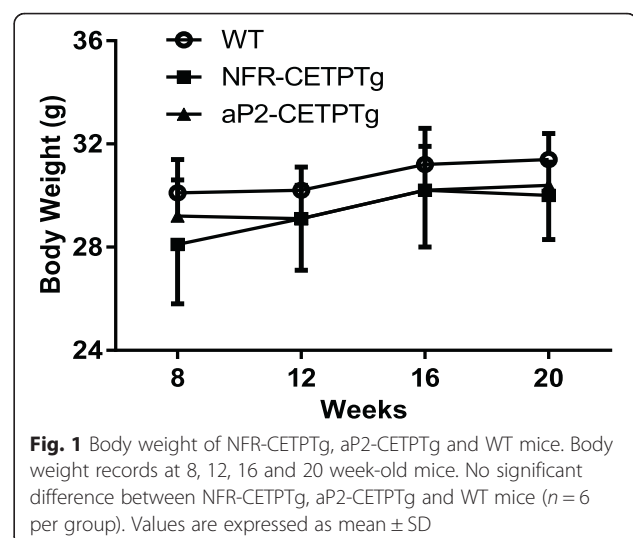 36
32
28
24
Body Weight (g)
WT
NFR-CETPTg
aP2-CETPTg
8 12 16 20
Weeks
Fig. 1 Body weight of NFR-CETPTg, aP2-CETPTg and WT mice. Body
weight records at 8, 12, 16 and 20 week-old mice. No significant
difference between NFR-CETPTg, aP2-CETPTg and WT mice (n = 6
per group). Values are expressed as mean ± SD